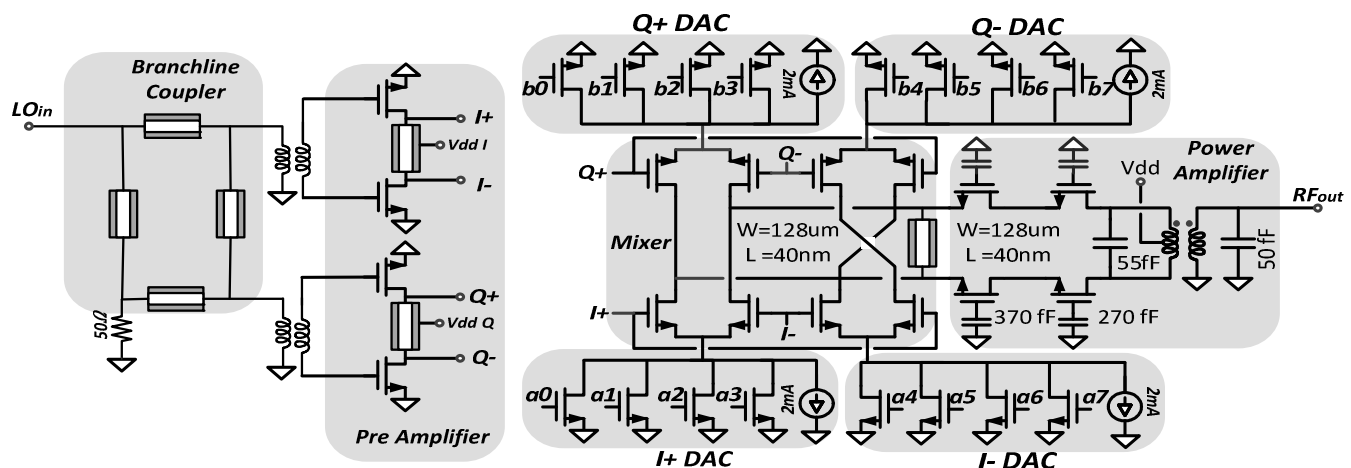 Q+ DAC
Q- DAC
Branchline Coupler
b0
b1
b2
b3
2mA
b4
b5
b6
b7
2mA
LOin
I+
Vdd I
I-
Q+
Q-
Mixer
W=128um
L =40nm
W=128um
L =40nm
Vdd
Power Amplifier
RFout
55fF
50 fF
370 fF
270 fF
50Ω
Q+
Vdd Q
Q-
I+
I-
Pre Amplifier
a0
a1
a2
a3
2mA
a4
a5
a6
a7
2mA
I+ DAC
I- DAC